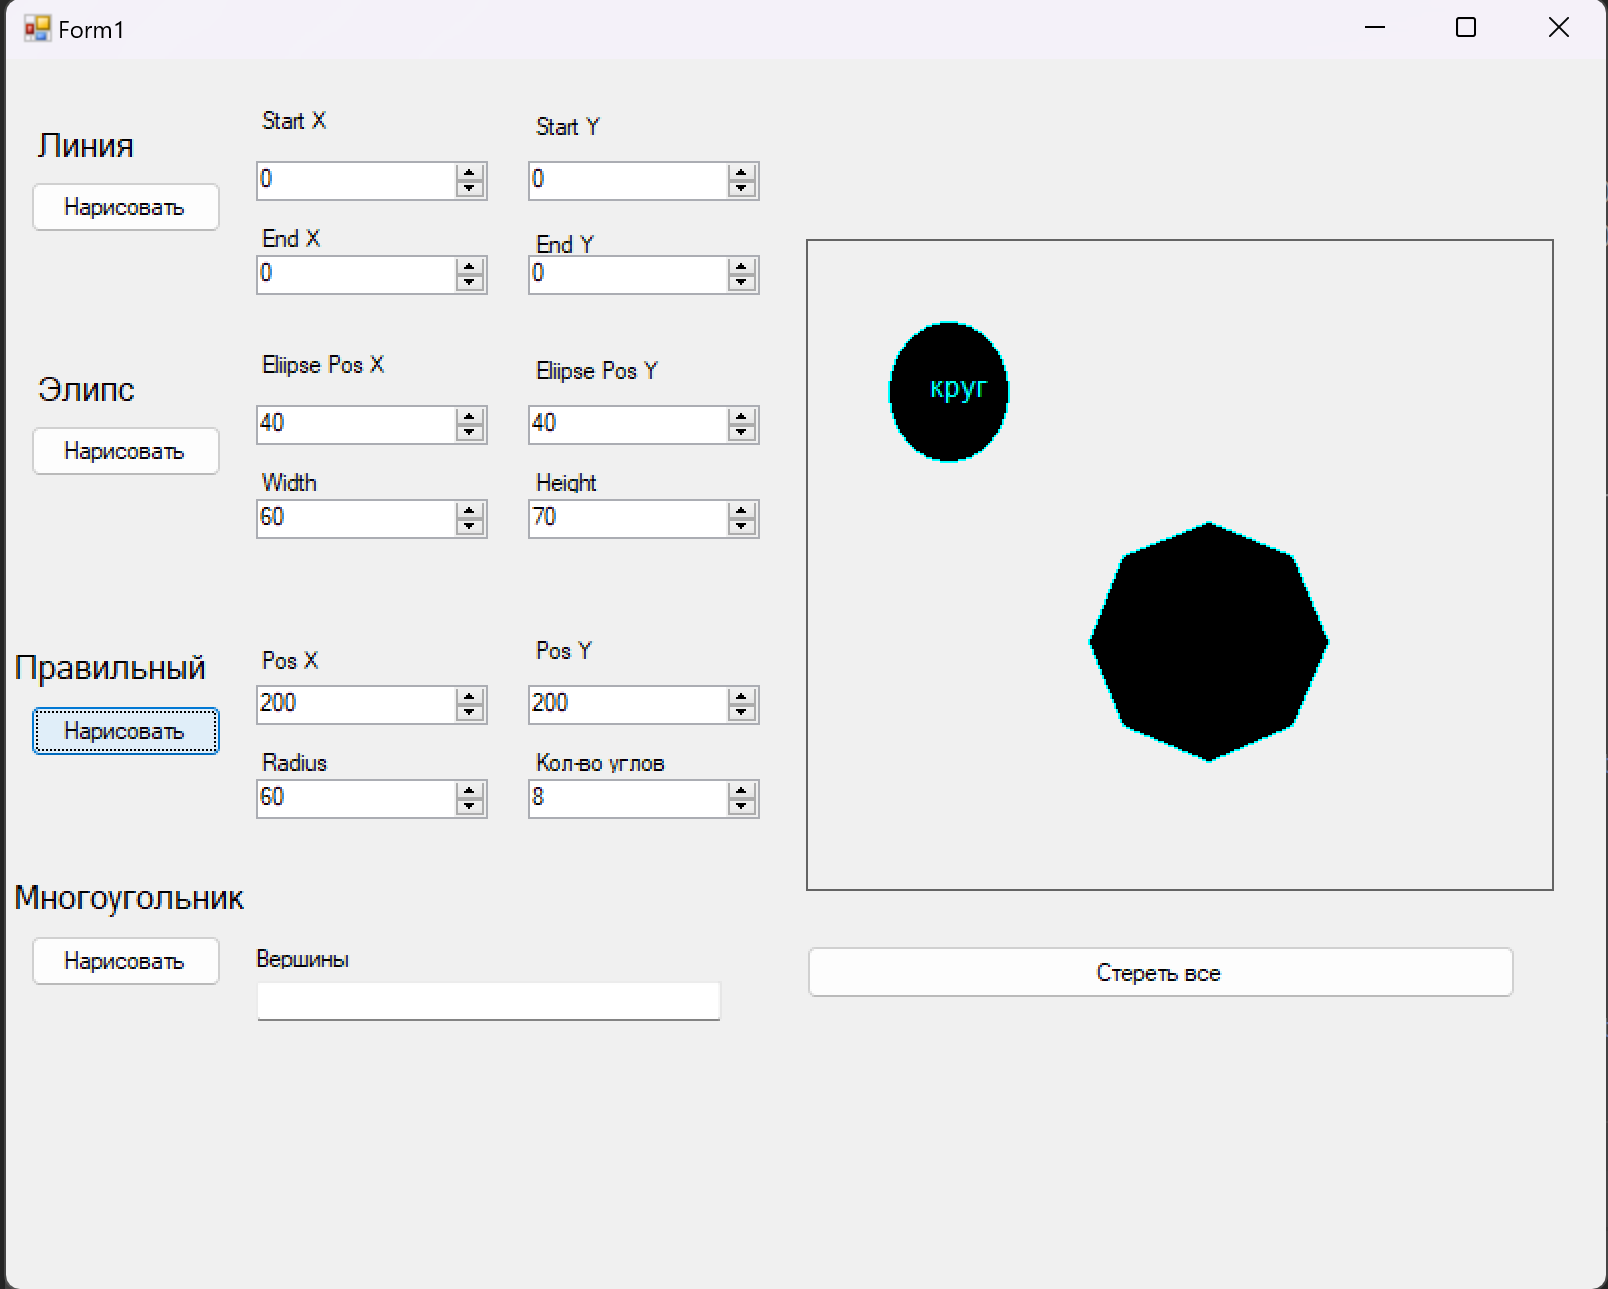 Form1
Линия
Start X
Start Y
0
0
Нарисовать
End X
End Y
0
0
Элипс
Eliipse Pos X
Eliipse Pos Y
40
40
Нарисовать
Width
Height
60
70
круг
Правильный
Pos X
Pos Y
200
200
Нарисовать
Radius
Кол-во углов
60
8
Многоугольник
Нарисовать
Вершины
Стереть все